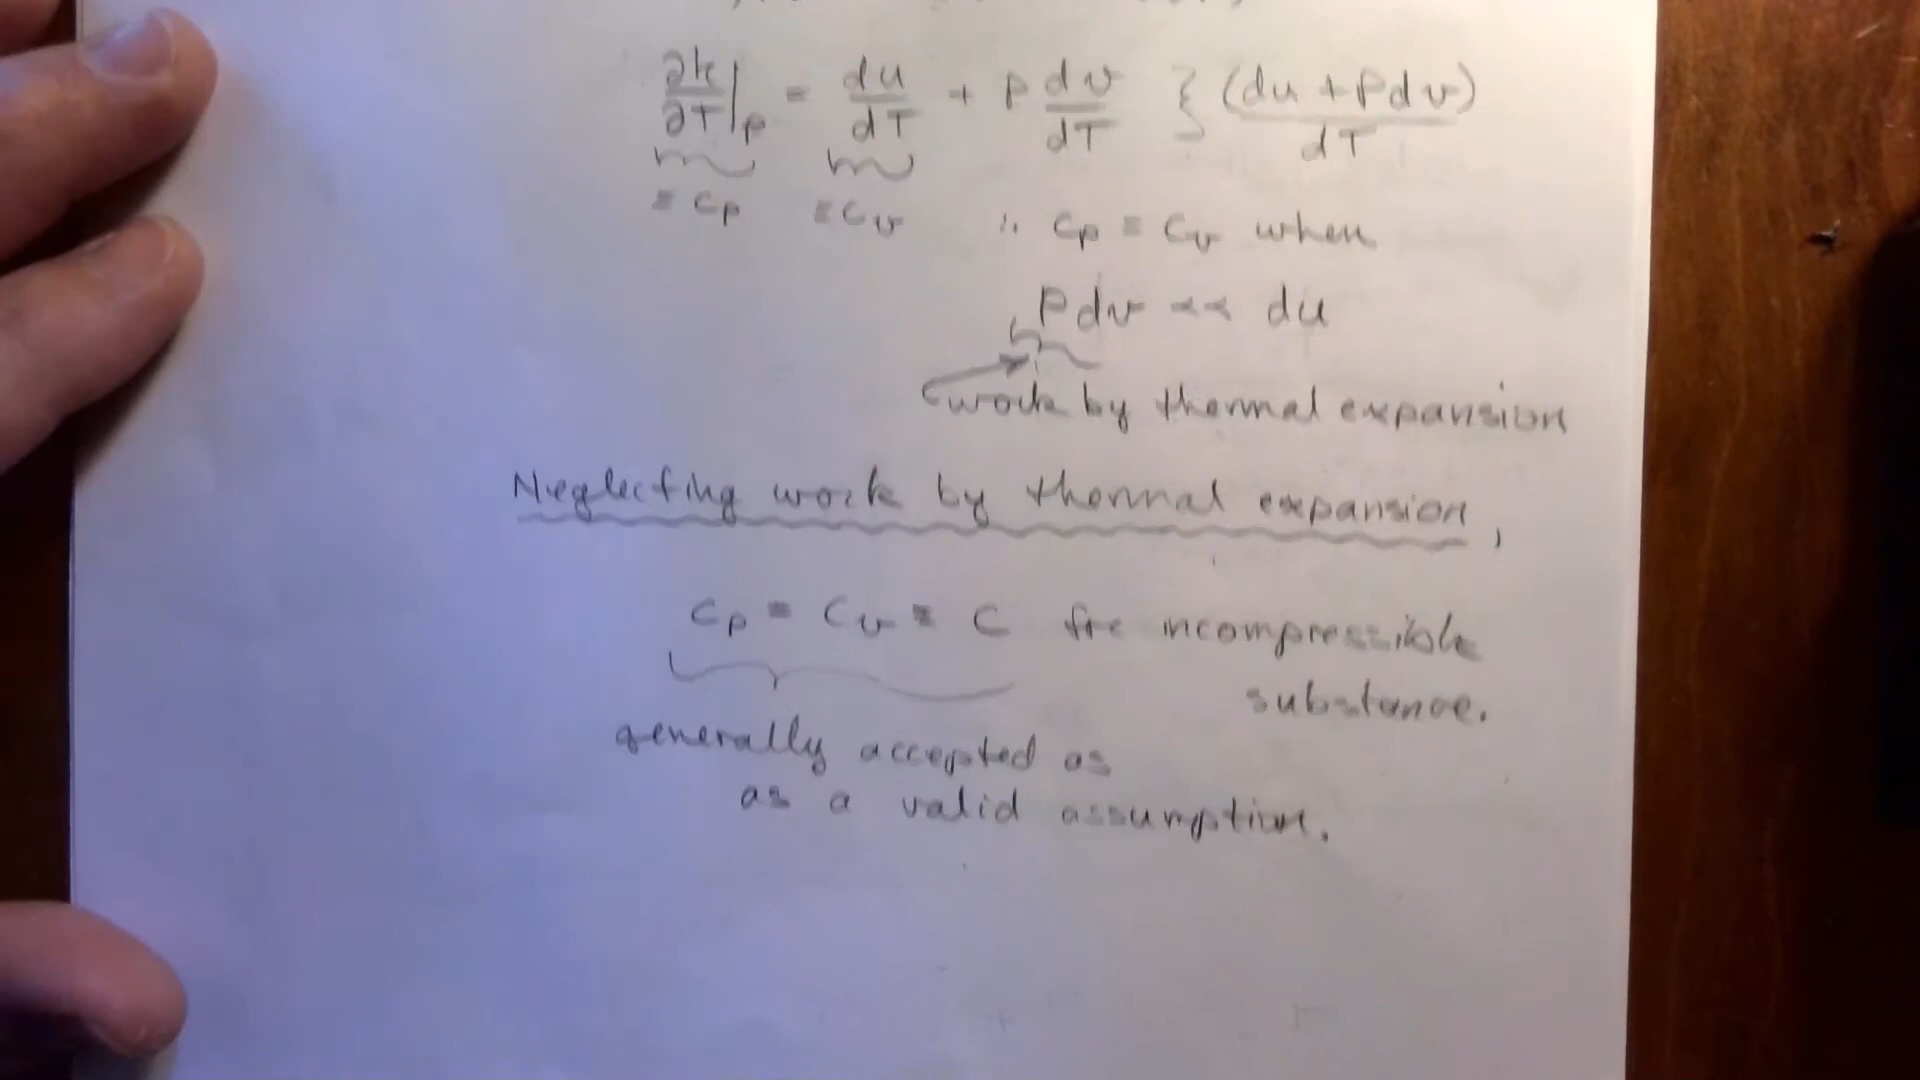 ∂h/∂T|p = du/dT + P dv/dT } (du + Pdv)/dT
= cp = cv ∴ cp = cv when
Pdv << du
work by thermal expansion
Neglecting work by thermal expansion,
cp = cv = c for incompressible
substance.
generally accepted as
as a valid assumption.